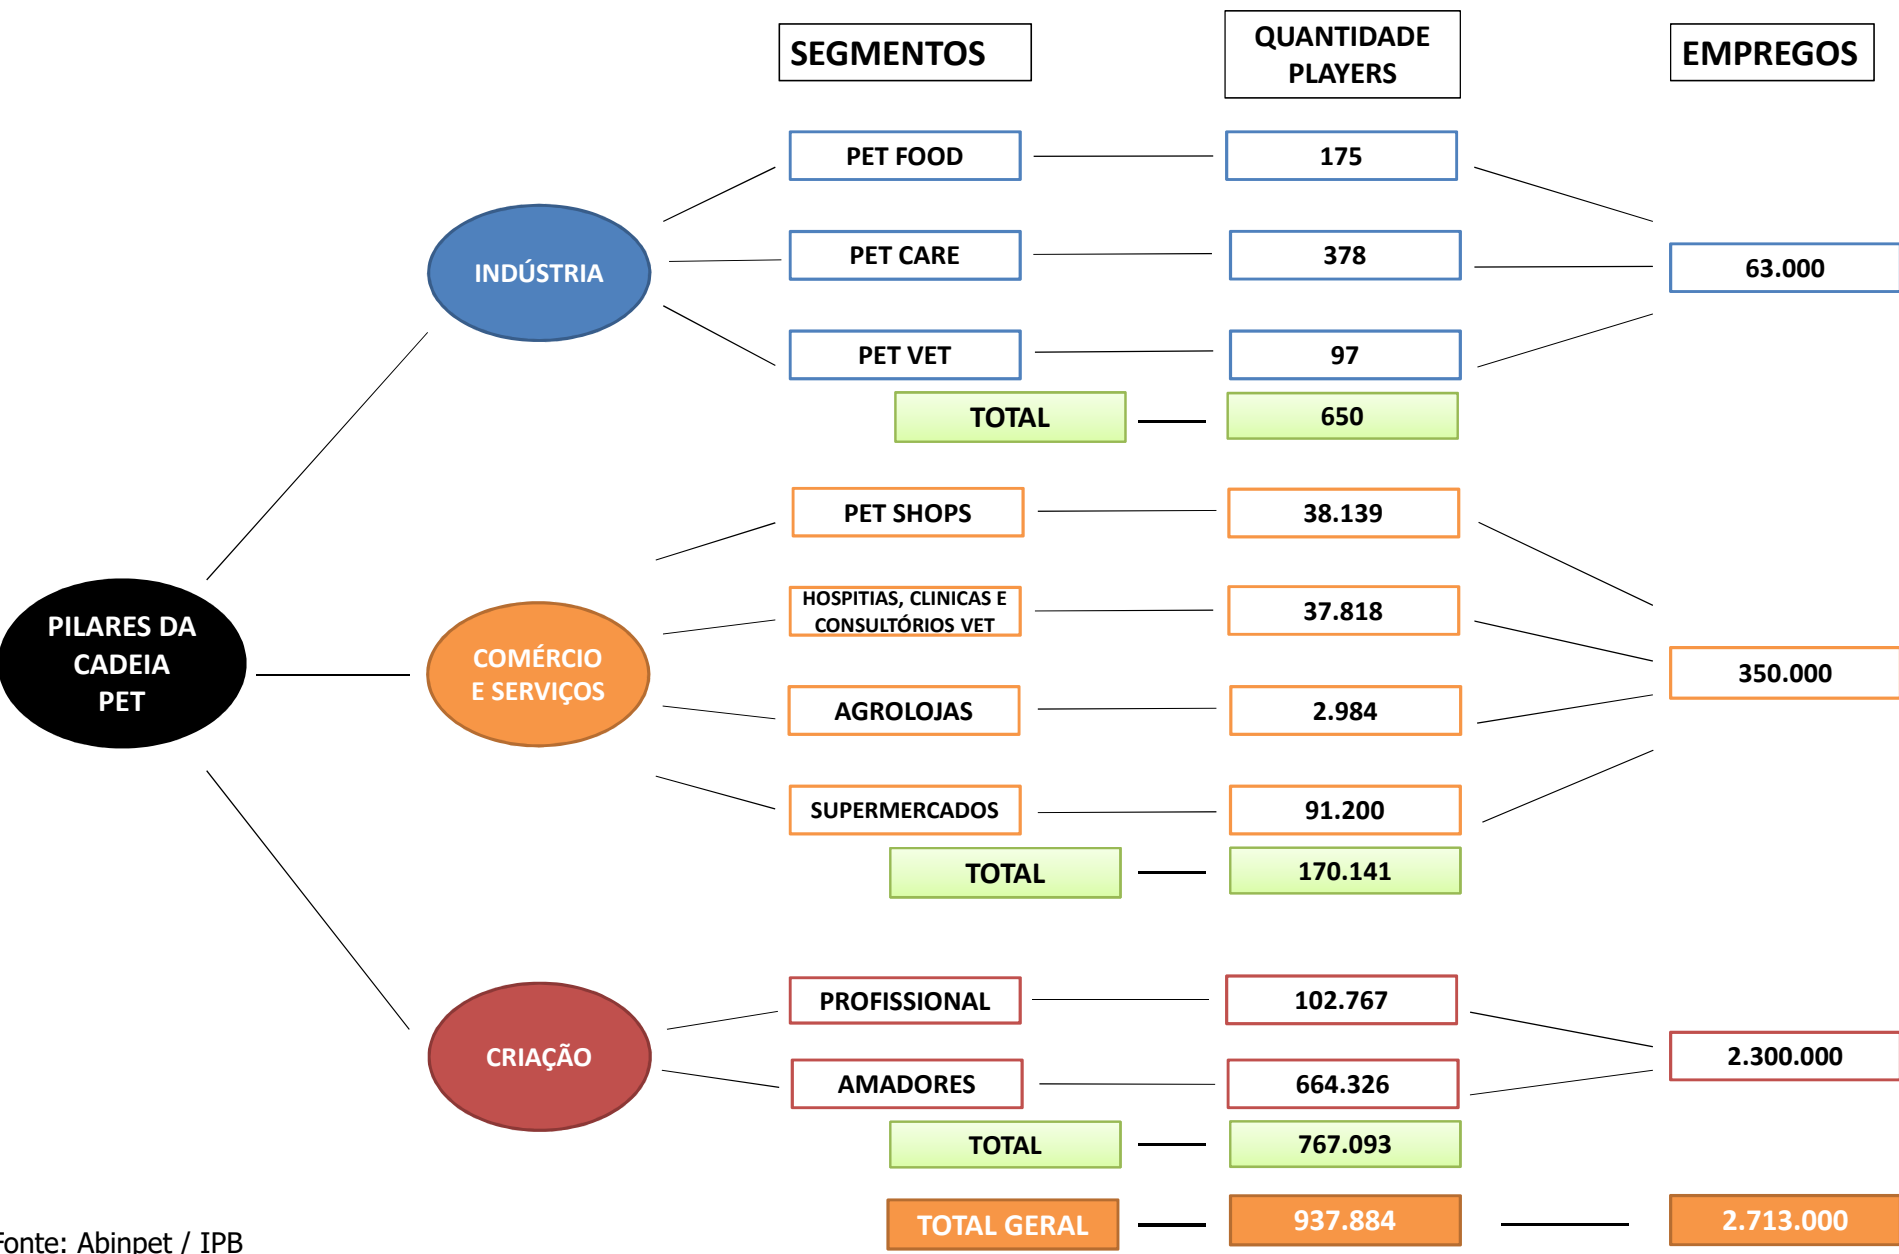 SEGMENTOS
QUANTIDADE
PLAYERS
EMPREGOS
PET FOOD
175
PET CARE
378
PET VET
97
TOTAL
650
INDÚSTRIA
63.000
PET SHOPS
38.139
HOSPITIAS, CLINICAS E
CONSULTÓRIOS VET
37.818
AGROLOJAS
2.984
SUPERMERCADOS
91.200
TOTAL
170.141
PILARES DA
CADEIA
PET
COMÉRCIO
E SERVIÇOS
350.000
PROFISSIONAL
102.767
AMADORES
664.326
TOTAL
767.093
CRIAÇÃO
2.300.000
TOTAL GERAL
937.884
2.713.000
Fonte: Abinpet / IPB